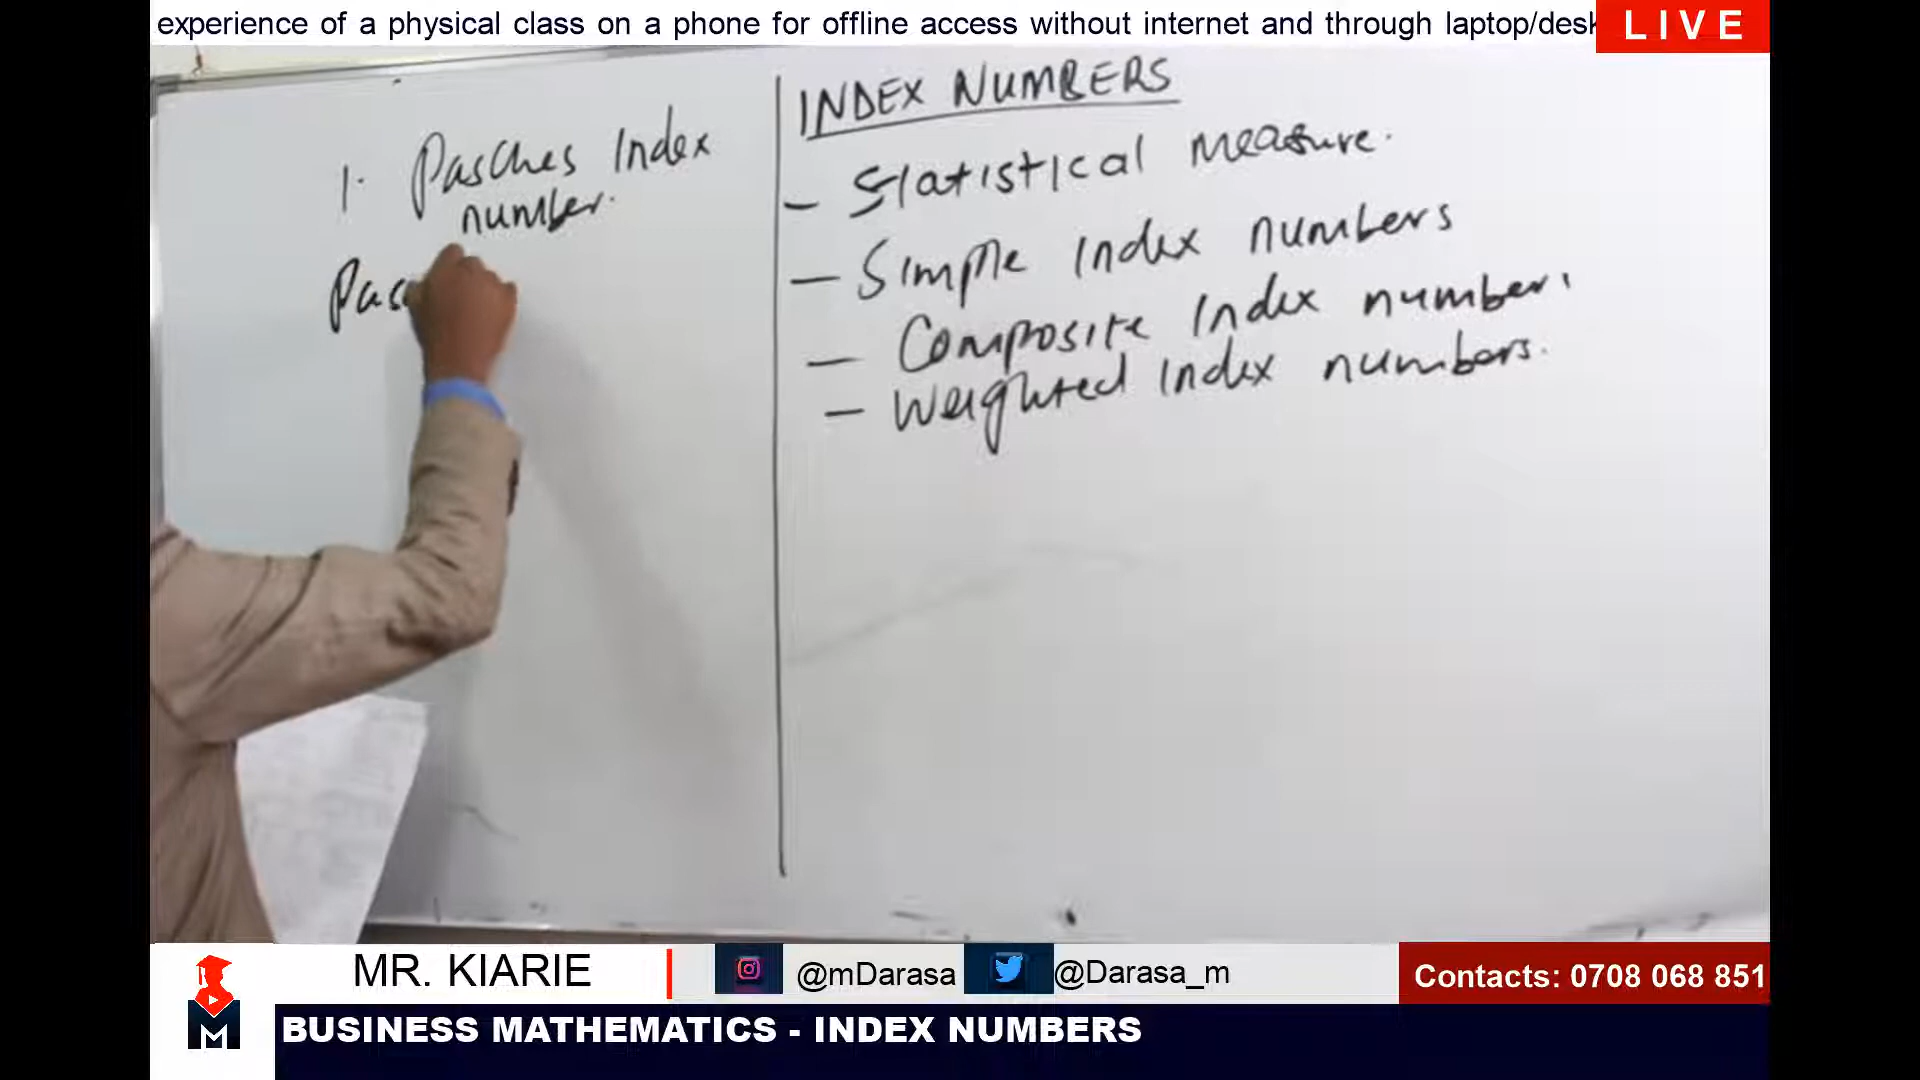 experience of a physical class on a phone for offline access without internet and through laptop/desk
LIVE
1. Pasches Index
number.
Pas
INDEX NUMBERS
- Statistical measure.
- Simple Index numbers
- Composite Index number.
- Weighted Index numbers.
MR. KIARIE
@mDarasa
@Darasa_m
Contacts: 0708 068 851
M
BUSINESS MATHEMATICS - INDEX NUMBERS